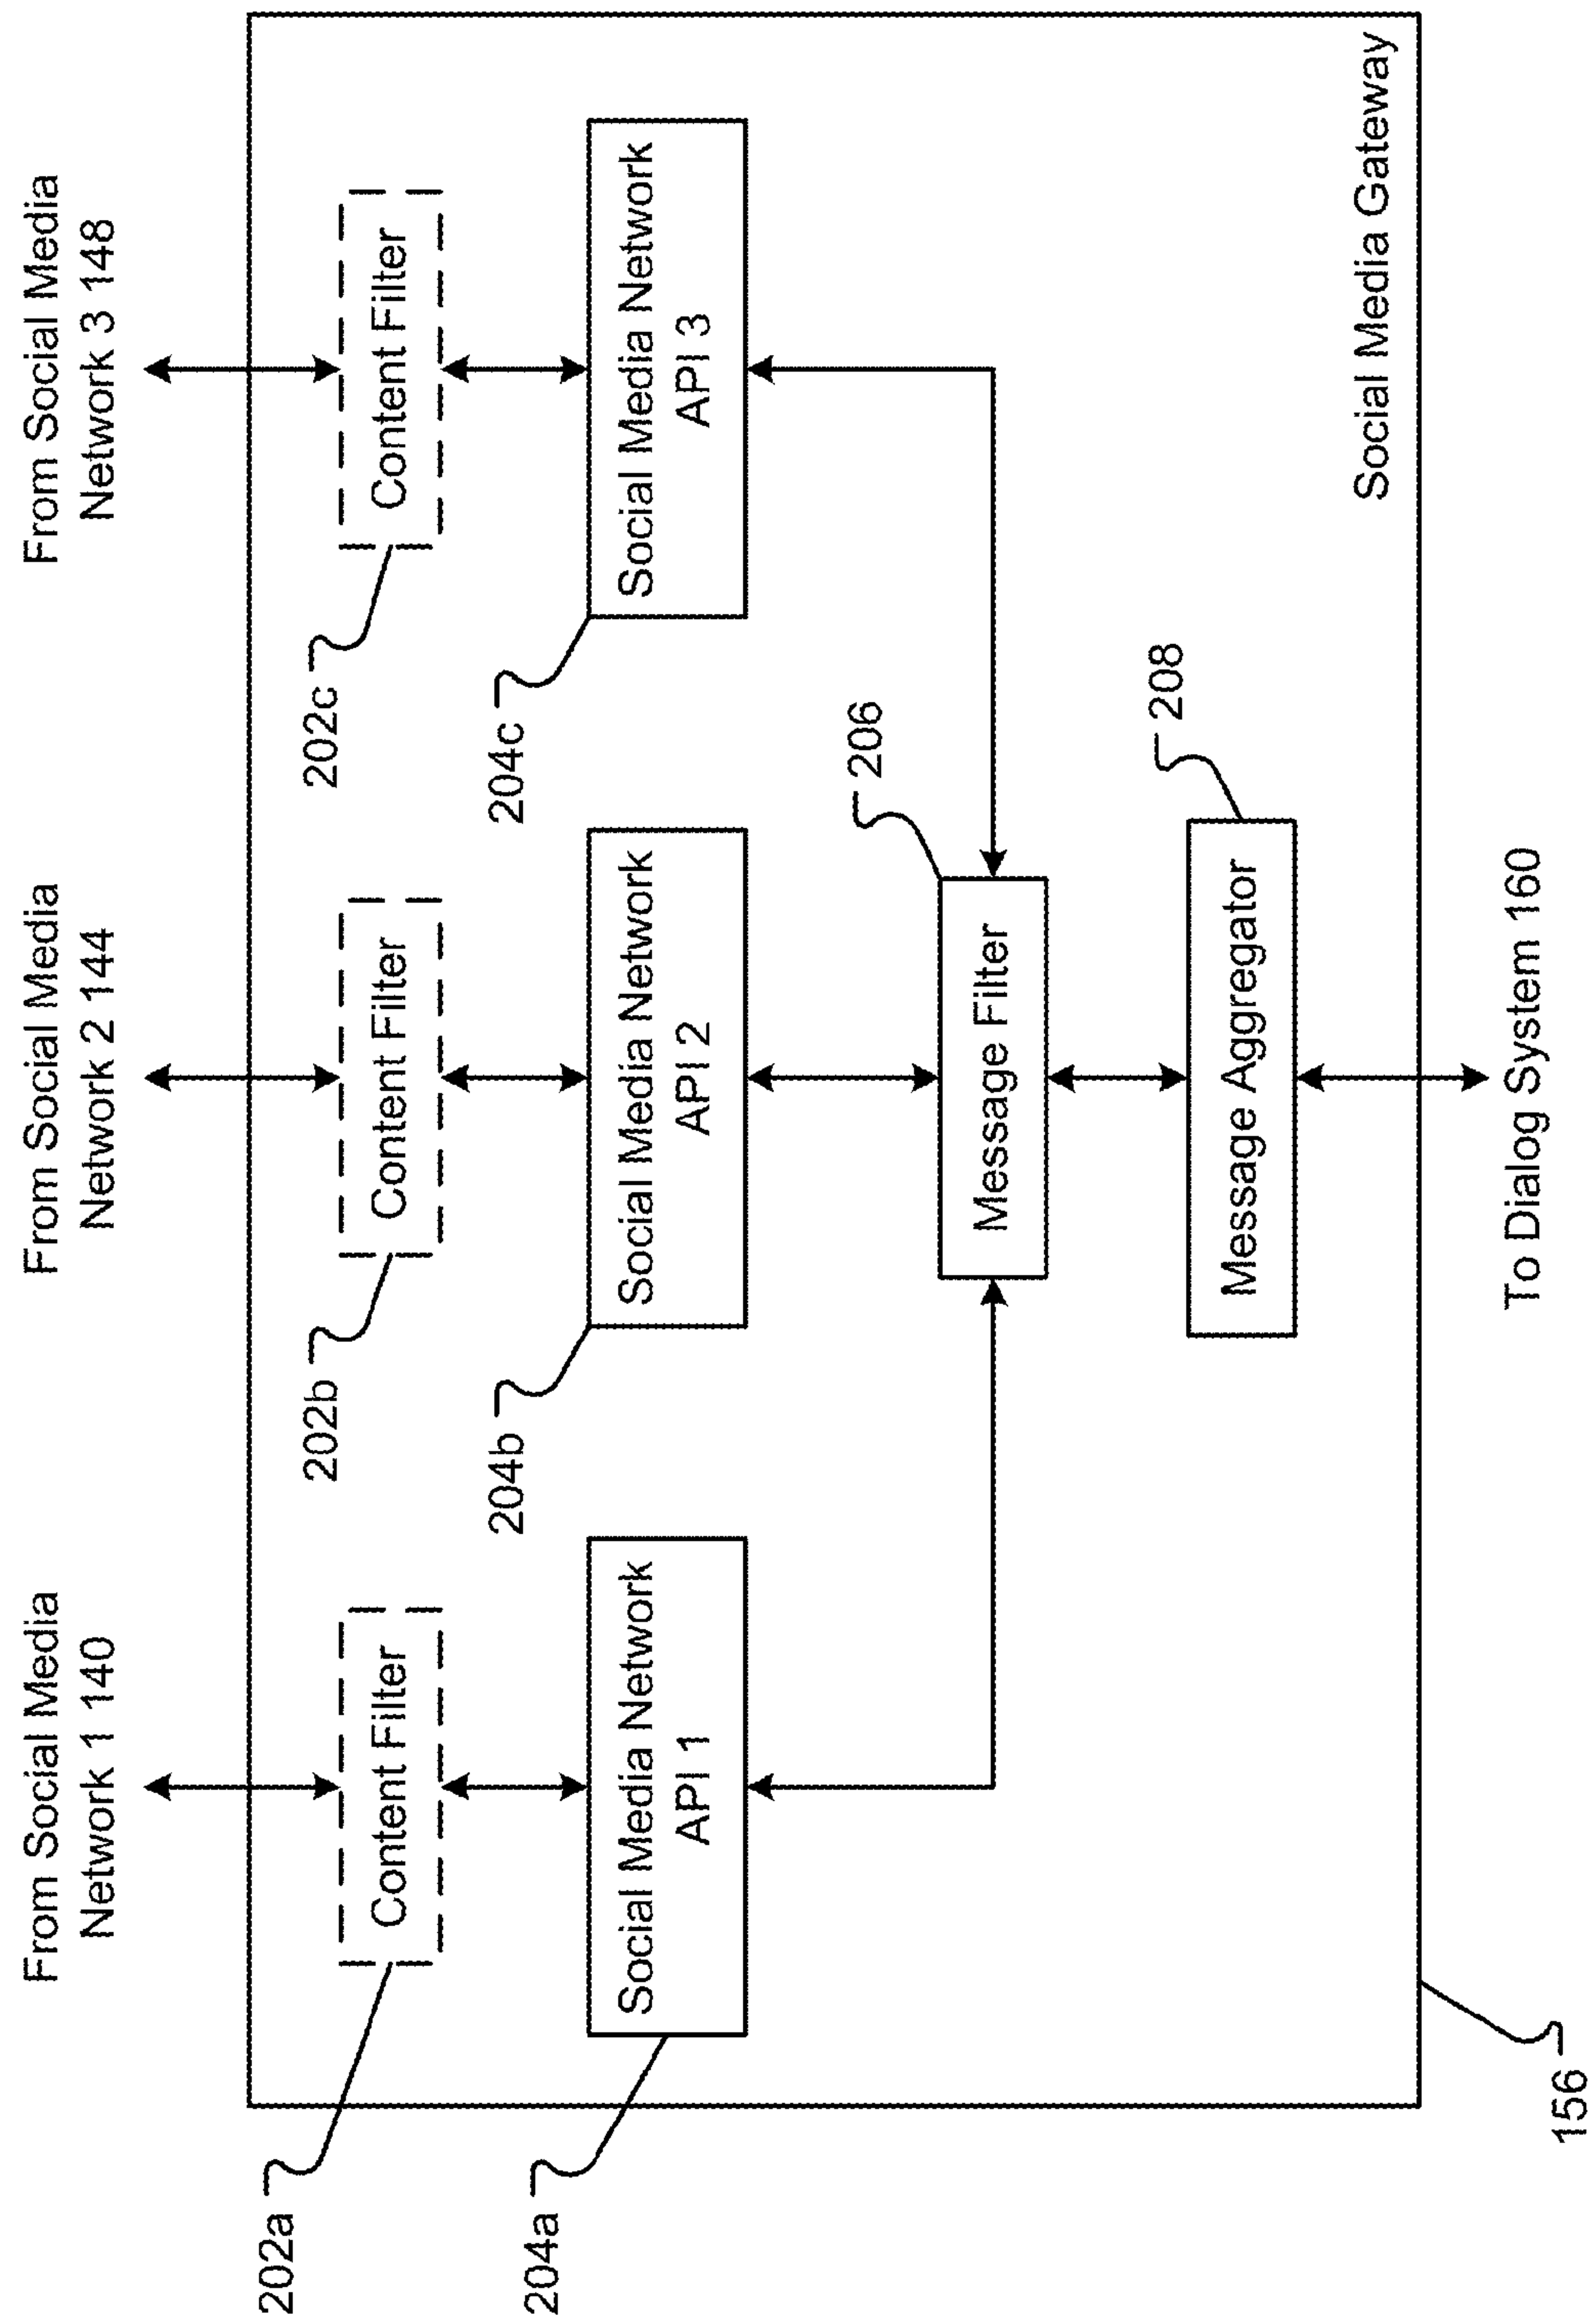 From Social Media
Network 1 140
From Social Media
Network 2 144
From Social Media
Network 3 148
202a
Content Filter
202b
Content Filter
202c
Content Filter
204a
Social Media Network
API 1
204b
Social Media Network
API 2
204c
Social Media Network
API 3
206
Message Filter
208
Message Aggregator
Social Media Gateway
156
To Dialog System 160